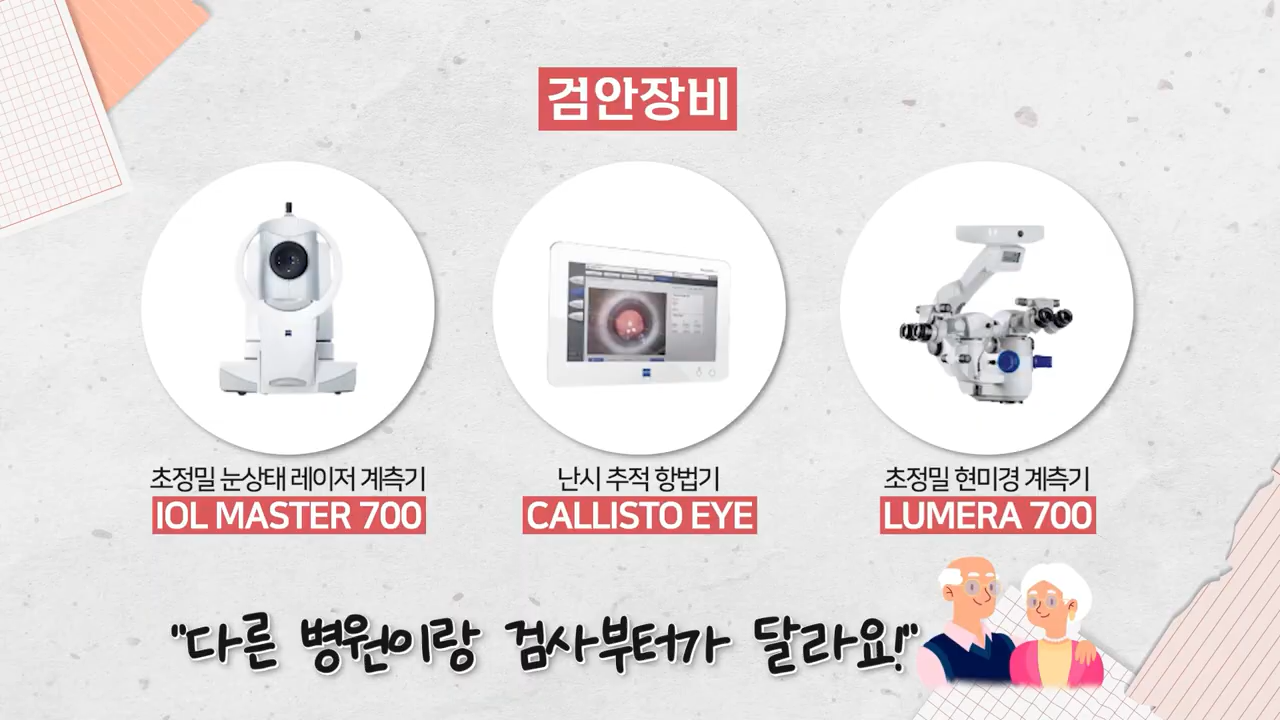 검안장비
초정밀 눈상태 레이저 계측기
IOL MASTER 700
난시 추적 항법기
CALLISTO EYE
초정밀 현미경 계측기
LUMERA 700
"다른 병원이랑 검사부터가 달라요!"